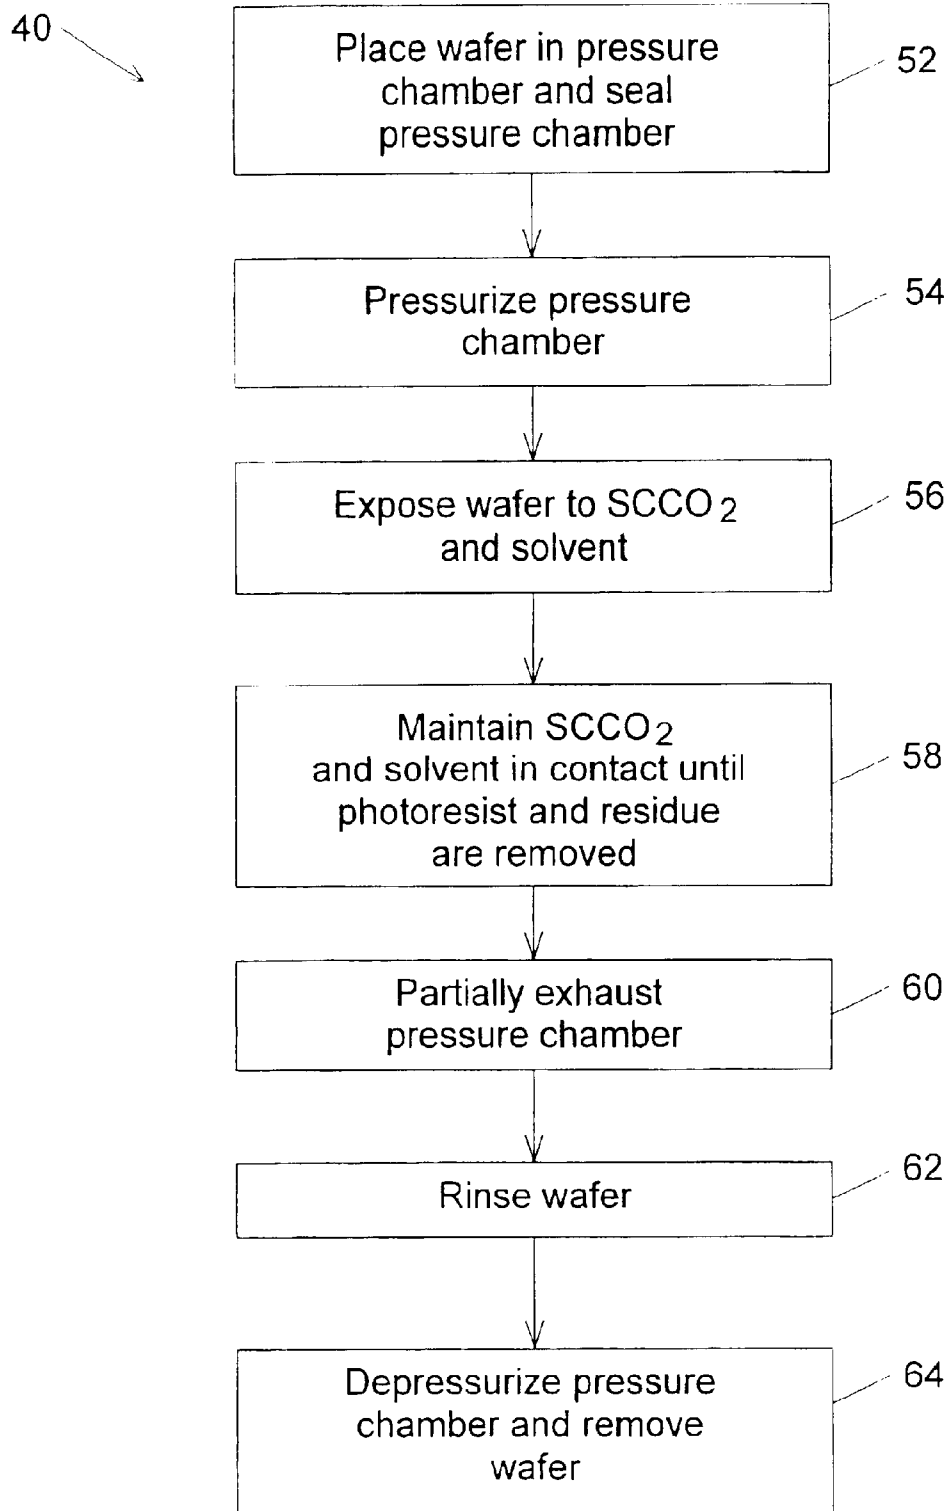 40
Place wafer in pressure
chamber and seal
pressure chamber
52
Pressurize pressure
chamber
54
Expose wafer to SCCO2
and solvent
56
Maintain SCCO2
and solvent in contact until
photoresist and residue
are removed
58
Partially exhaust
pressure chamber
60
Rinse wafer
62
Depressurize pressure
chamber and remove
wafer
64